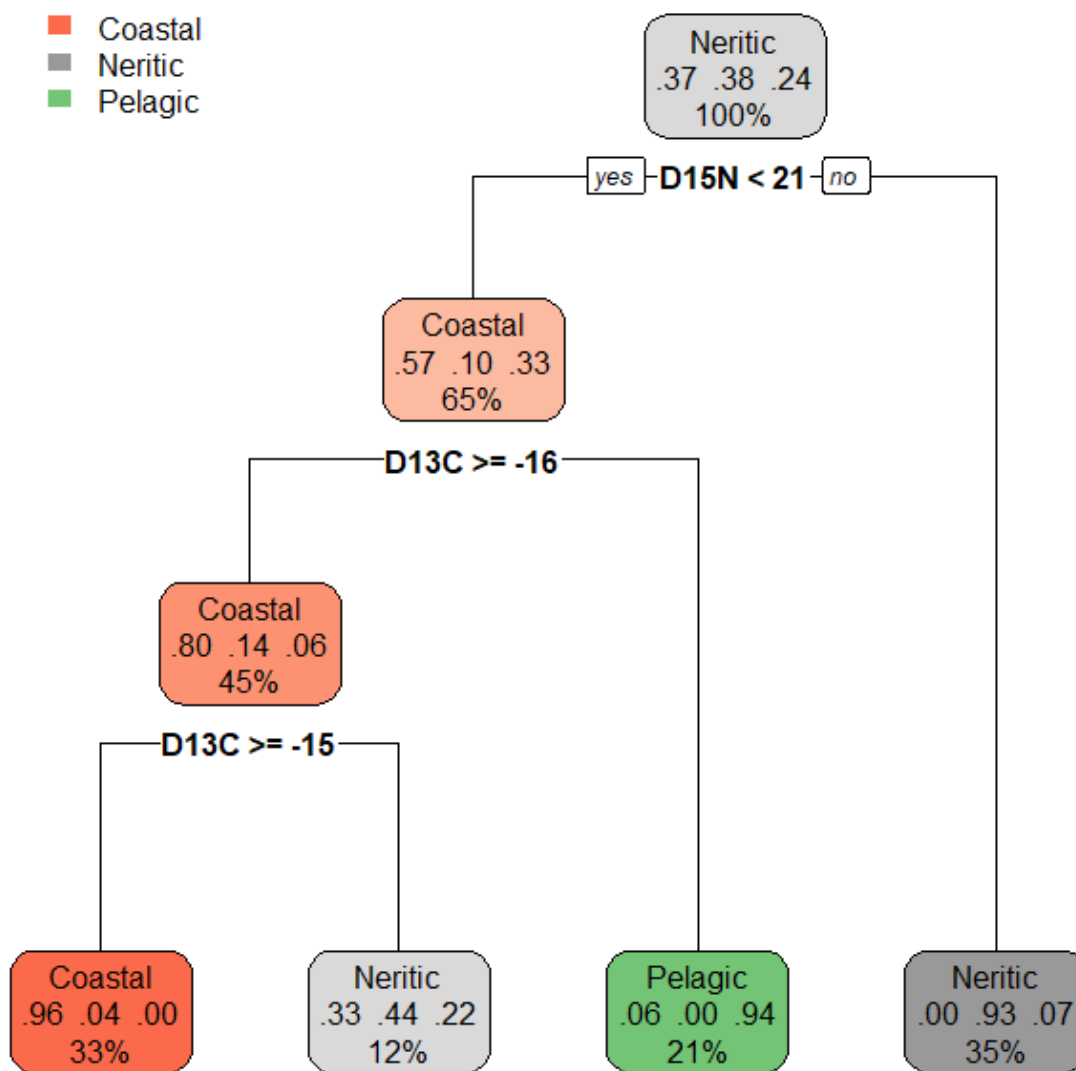 Coastal
Neritic
Pelagic
Neritic
.37 .38 .24
100%
yes D15N < 21 no
Coastal
.57 .10 .33
65%
D13C >= -16
Coastal
.80 .14 .06
45%
D13C >= -15
Coastal
.96 .04 .00
33%
Neritic
.33 .44 .22
12%
Pelagic
.06 .00 .94
21%
Neritic
.00 .93 .07
35%